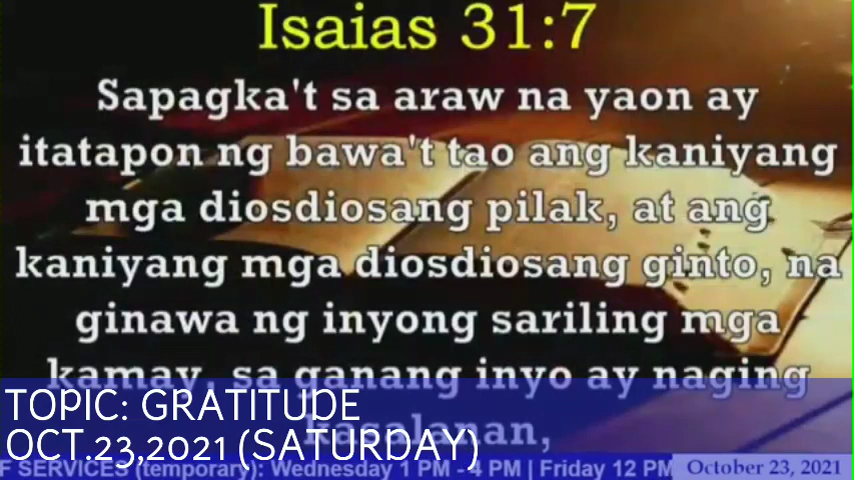 Isaias 31:7
Sapagka't sa araw na yaon ay
itatapon ng bawa't tao ang kaniyang
mga diosdiosang pilak, at ang
kaniyang mga diosdiosang ginto, na
ginawa ng inyong sariling mga
kamay, sa ganang inyo ay naging
kasalanan,
TOPIC: GRATITUDE
OCT.23,2021 (SATURDAY)
F SERVICES (temporary): Wednesday 1 PM - 4 PM | Friday 12 PM
October 23, 2021